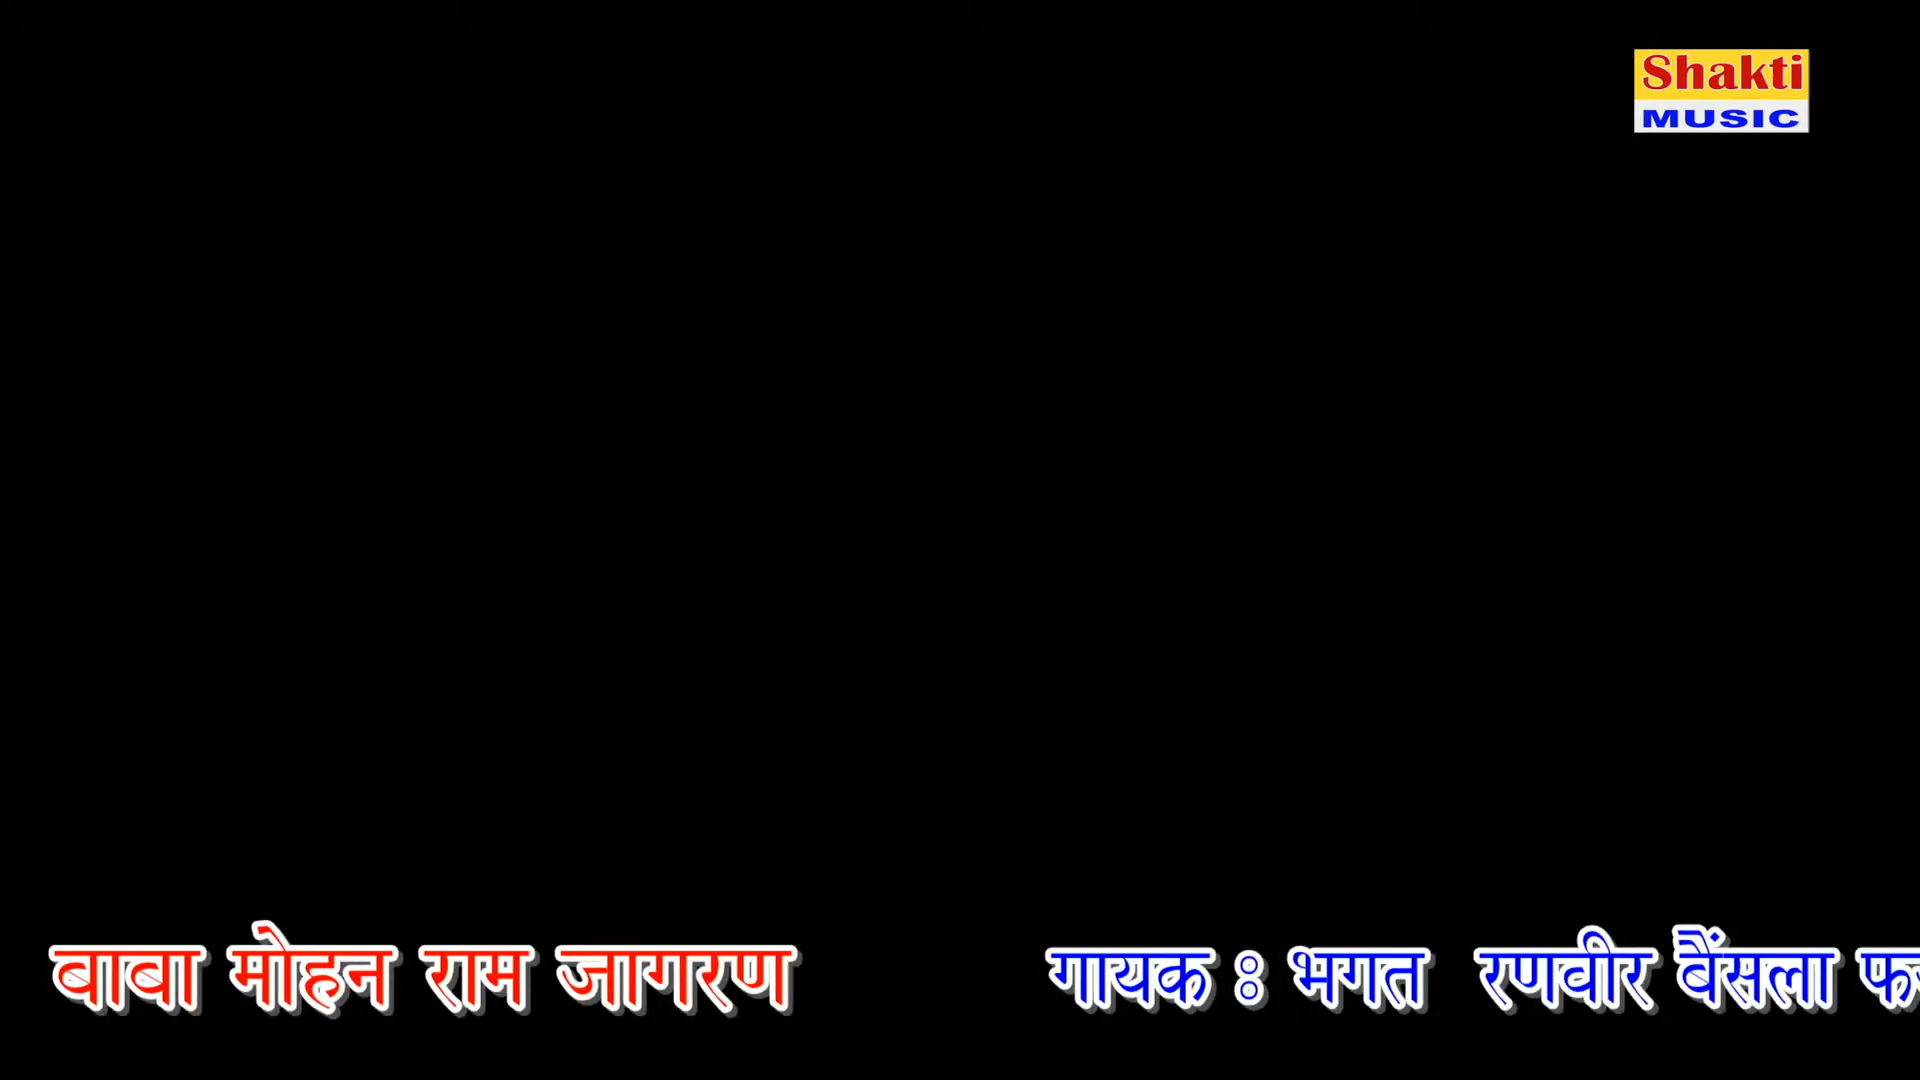 Shakti
MUSIC
बाबा मोहन राम जागरण गायक : भगत रणवीर बैंसला